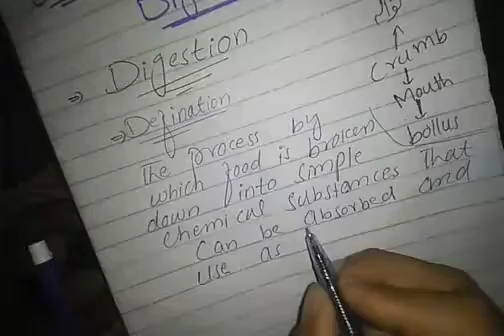 ⇒ Digestion
⇒ Defination
The process by
which food is broken
down into simple
chemical substances That
can be absorbed and
use as
Crumb
Mouth
bollus